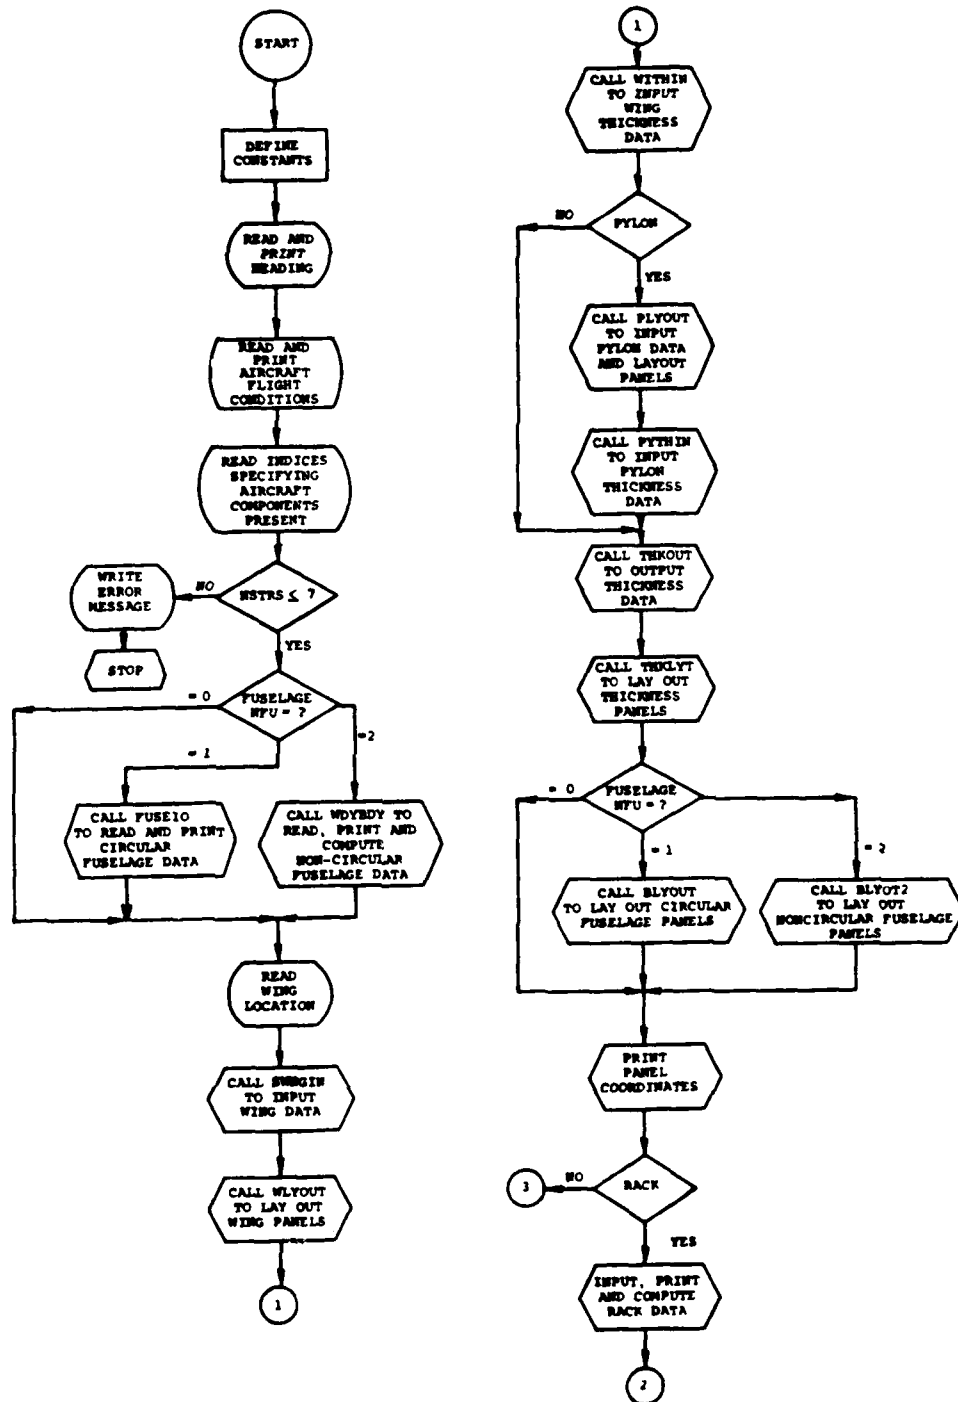 START
DEFINE
CONSTANTS
READ AND
PRINT
HEADING
READ AND
PRINT
AIRCRAFT
FLIGHT
CONDITIONS
READ INDICES
SPECIFYING
AIRCRAFT
COMPONENTS
PRESENT
NSTRS ≤ 7
NO
WRITE
ERROR
MESSAGE
STOP
YES
FUSELAGE
NFU = ?
= 0
= 1
=2
CALL FUSEIO
TO READ AND PRINT
CIRCULAR
FUSELAGE DATA
CALL WDYBDY TO
READ, PRINT AND
COMPUTE
NON-CIRCULAR
FUSELAGE DATA
READ
WING
LOCATION
CALL
TO INPUT
WING DATA
CALL WLYOUT
TO LAY OUT
WING PANELS
1
1
CALL WITHIN
TO INPUT
WING
THICKNESS
DATA
NO
PYLON
YES
CALL PLYOUT
TO INPUT
PYLON DATA
AND LAYOUT
PANELS
CALL PYTHIN
TO INPUT
PYLON
THICKNESS
DATA
CALL THKOUT
TO OUTPUT
THICKNESS
DATA
CALL THKLYT
TO LAY OUT
THICKNESS
PANELS
= 0
FUSELAGE
NFU = ?
= 1
= 2
CALL BLYOUT
TO LAY OUT CIRCULAR
FUSELAGE PANELS
CALL BLYOT2
TO LAY OUT
NONCIRCULAR FUSELAGE
PANELS
PRINT
PANEL
COORDINATES
3
NO
RACK
YES
INPUT, PRINT
AND COMPUTE
RACK DATA
2